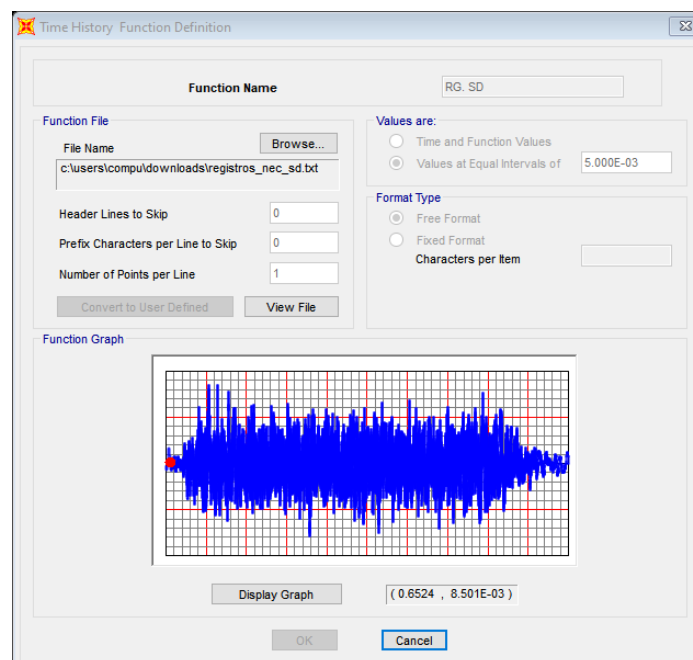 Time History Function Definition
Function Name
RG. SD
Function File
File Name
Browse...
c:\users\compu\downloads\registros_nec_sd.txt
Header Lines to Skip
0
Prefix Characters per Line to Skip
0
Number of Points per Line
1
Convert to User Defined
View File
Values are:
Time and Function Values
Values at Equal Intervals of
5.000E-03
Format Type
Free Format
Fixed Format
Characters per Item
Function Graph
Display Graph
( 0.6524 , 8.501E-03 )
OK
Cancel